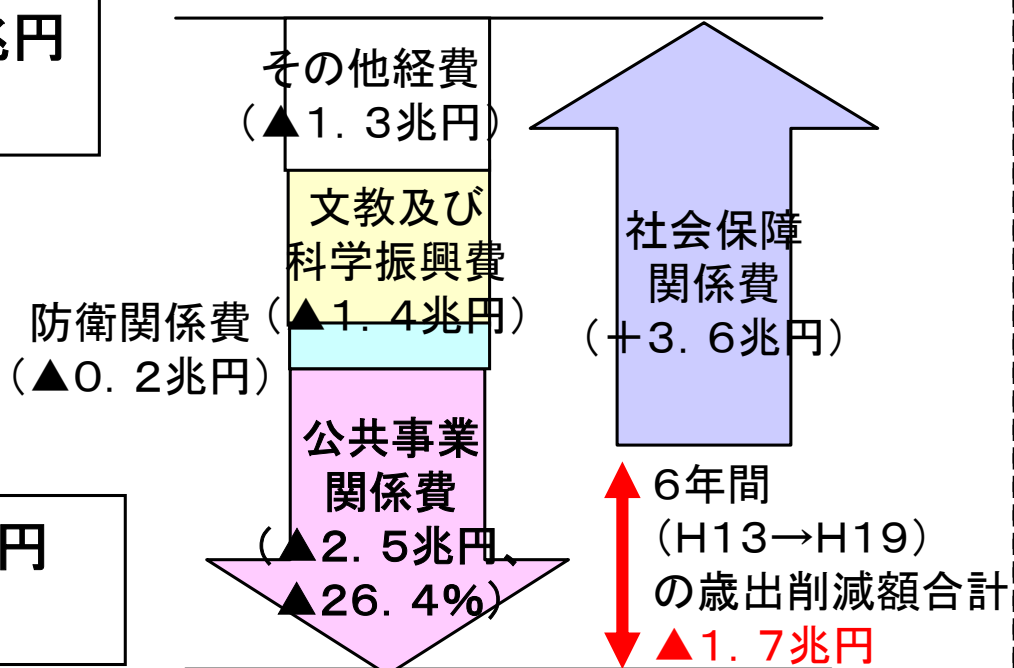 兆円
その他経費
（▲1．3兆円）
文教及び
科学振興費
（▲1．4兆円）
防衛関係費
（▲0．2兆円）
公共事業
関係費
（▲2．5兆円、
▲26．4%）
円
社会保障
関係費
（＋3．6兆円）
6年間
（H13→H19）
の歳出削減額合計
▲1．7兆円